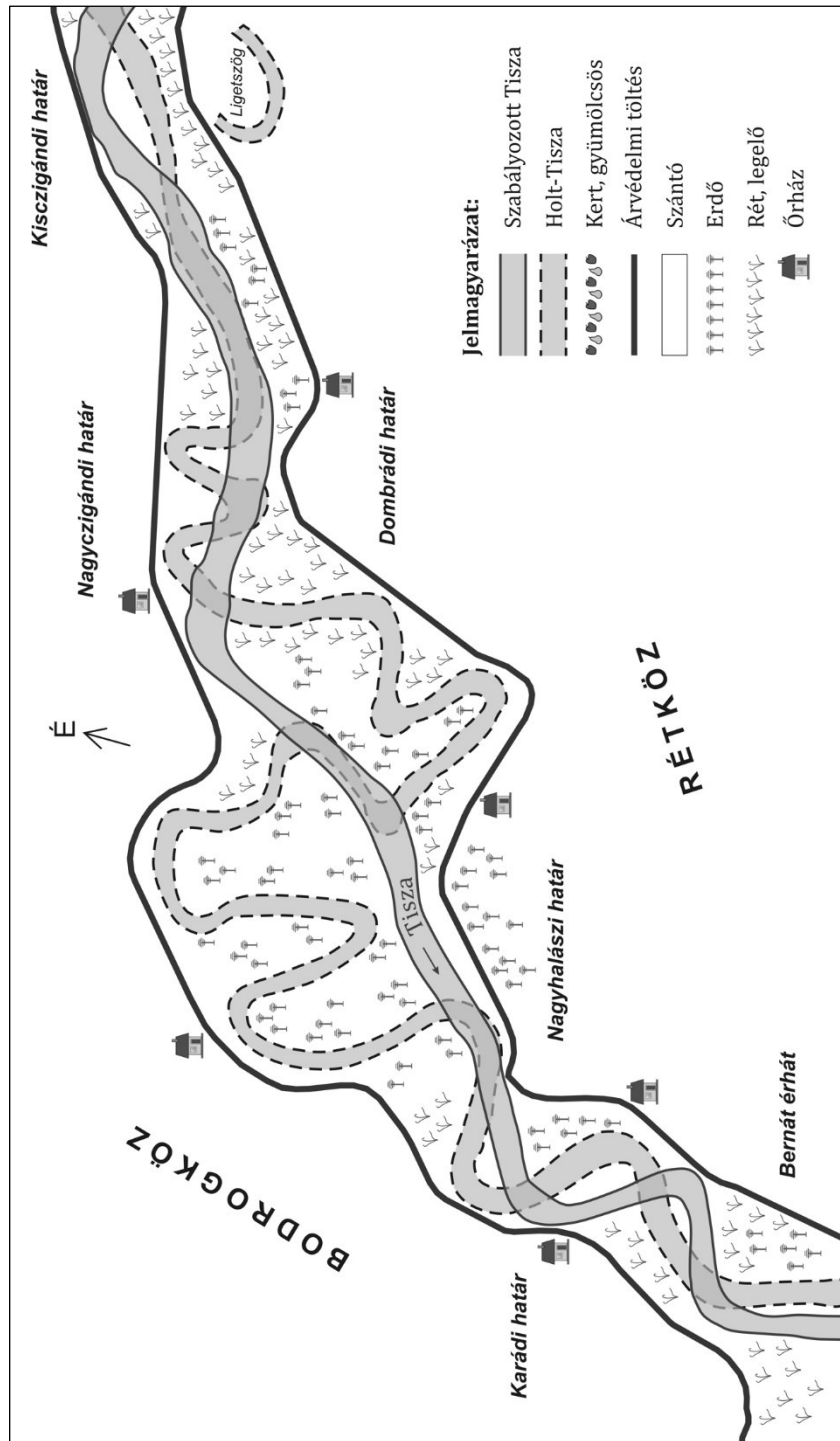 Kisczigándi határ
Ligetszög
Nagyczigándi határ
Dombrádi határ
É
RÉTKÖZ
Tisza
Nagyhalászi határ
BODROGKÖZ
Karádi határ
Bernát érhát
Jelmagyarázat:
Szabályozott Tisza
Holt-Tisza
Kert, gyümölcsös
Árvédelmi töltés
Szántó
Erdő
Rét, legelő
Őrház